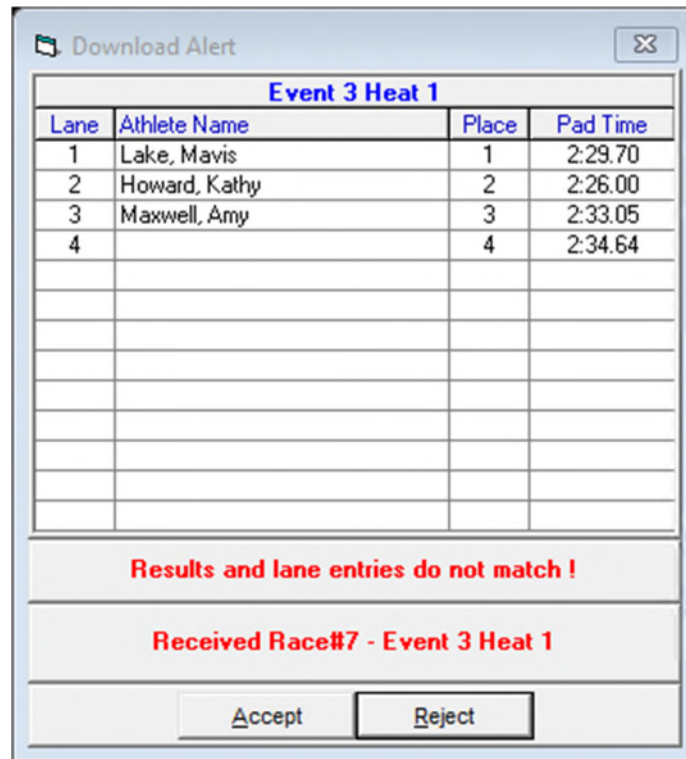 Download Alert
Event 3 Heat 1
Lane Athlete Name Place Pad Time
1 Lake, Mavis 1 2:29.70
2 Howard, Kathy 2 2:26.00
3 Maxwell, Amy 3 2:33.05
4 4 2:34.64
Results and lane entries do not match !
Received Race#7 - Event 3 Heat 1
Accept Reject